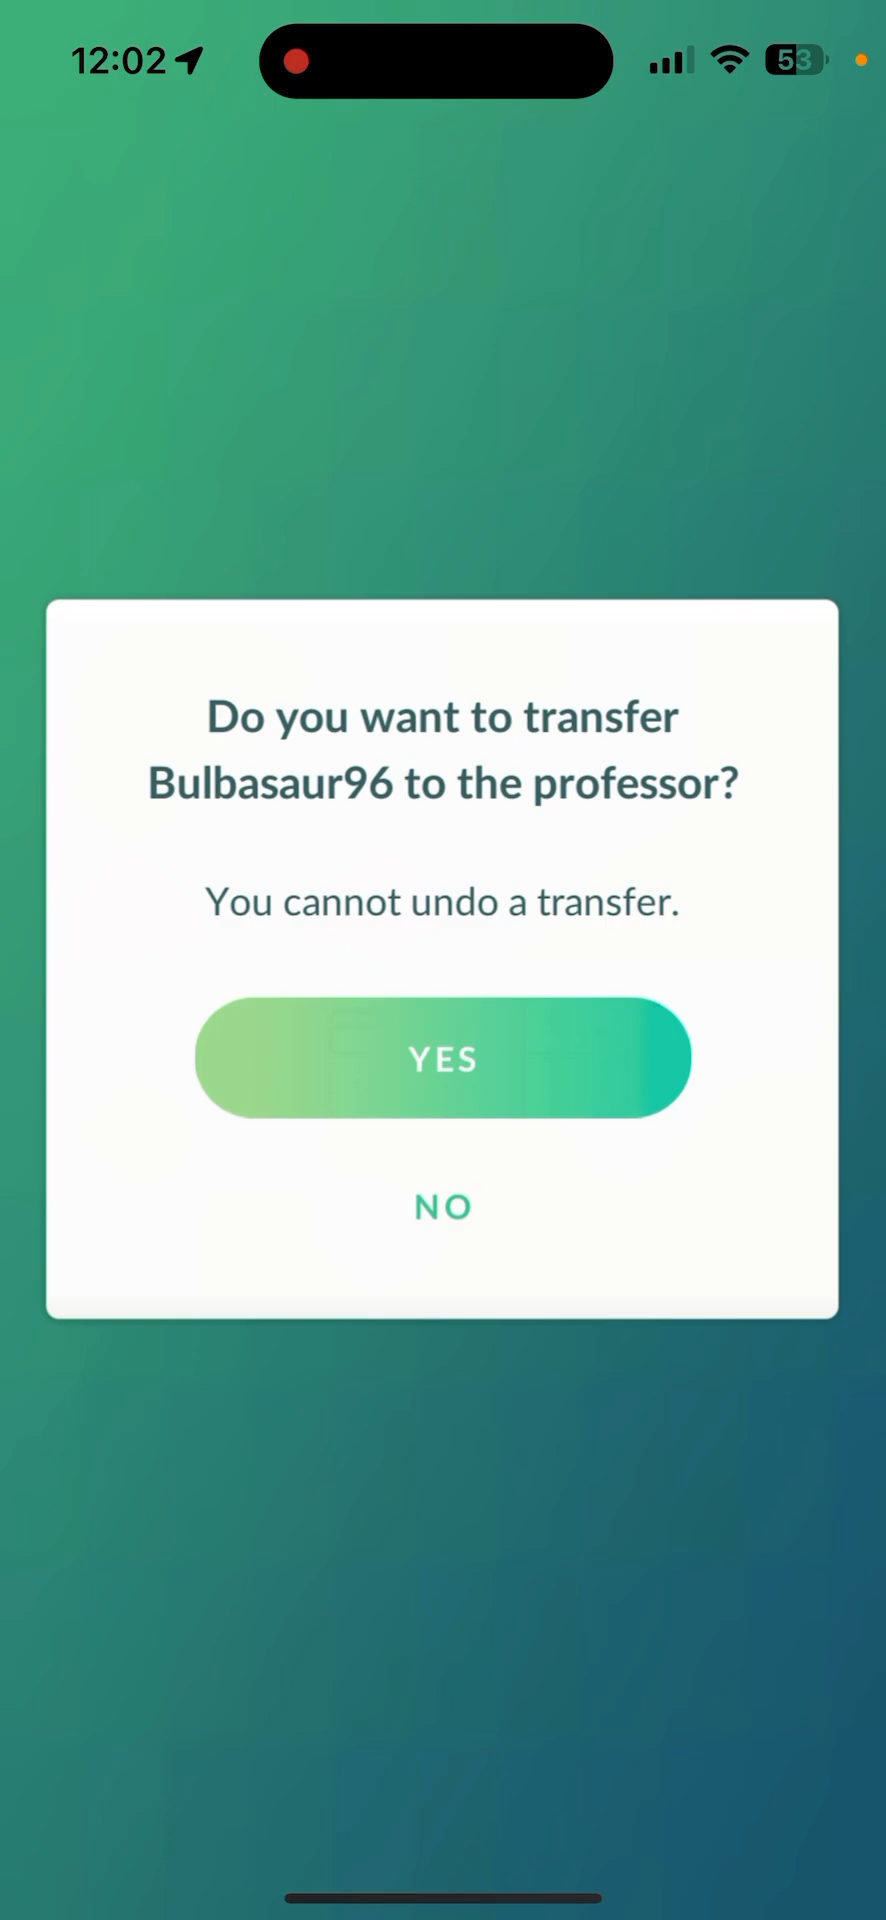 12:02
53
Do you want to transfer
Bulbasaur96 to the professor?
You cannot undo a transfer.
YES
NO